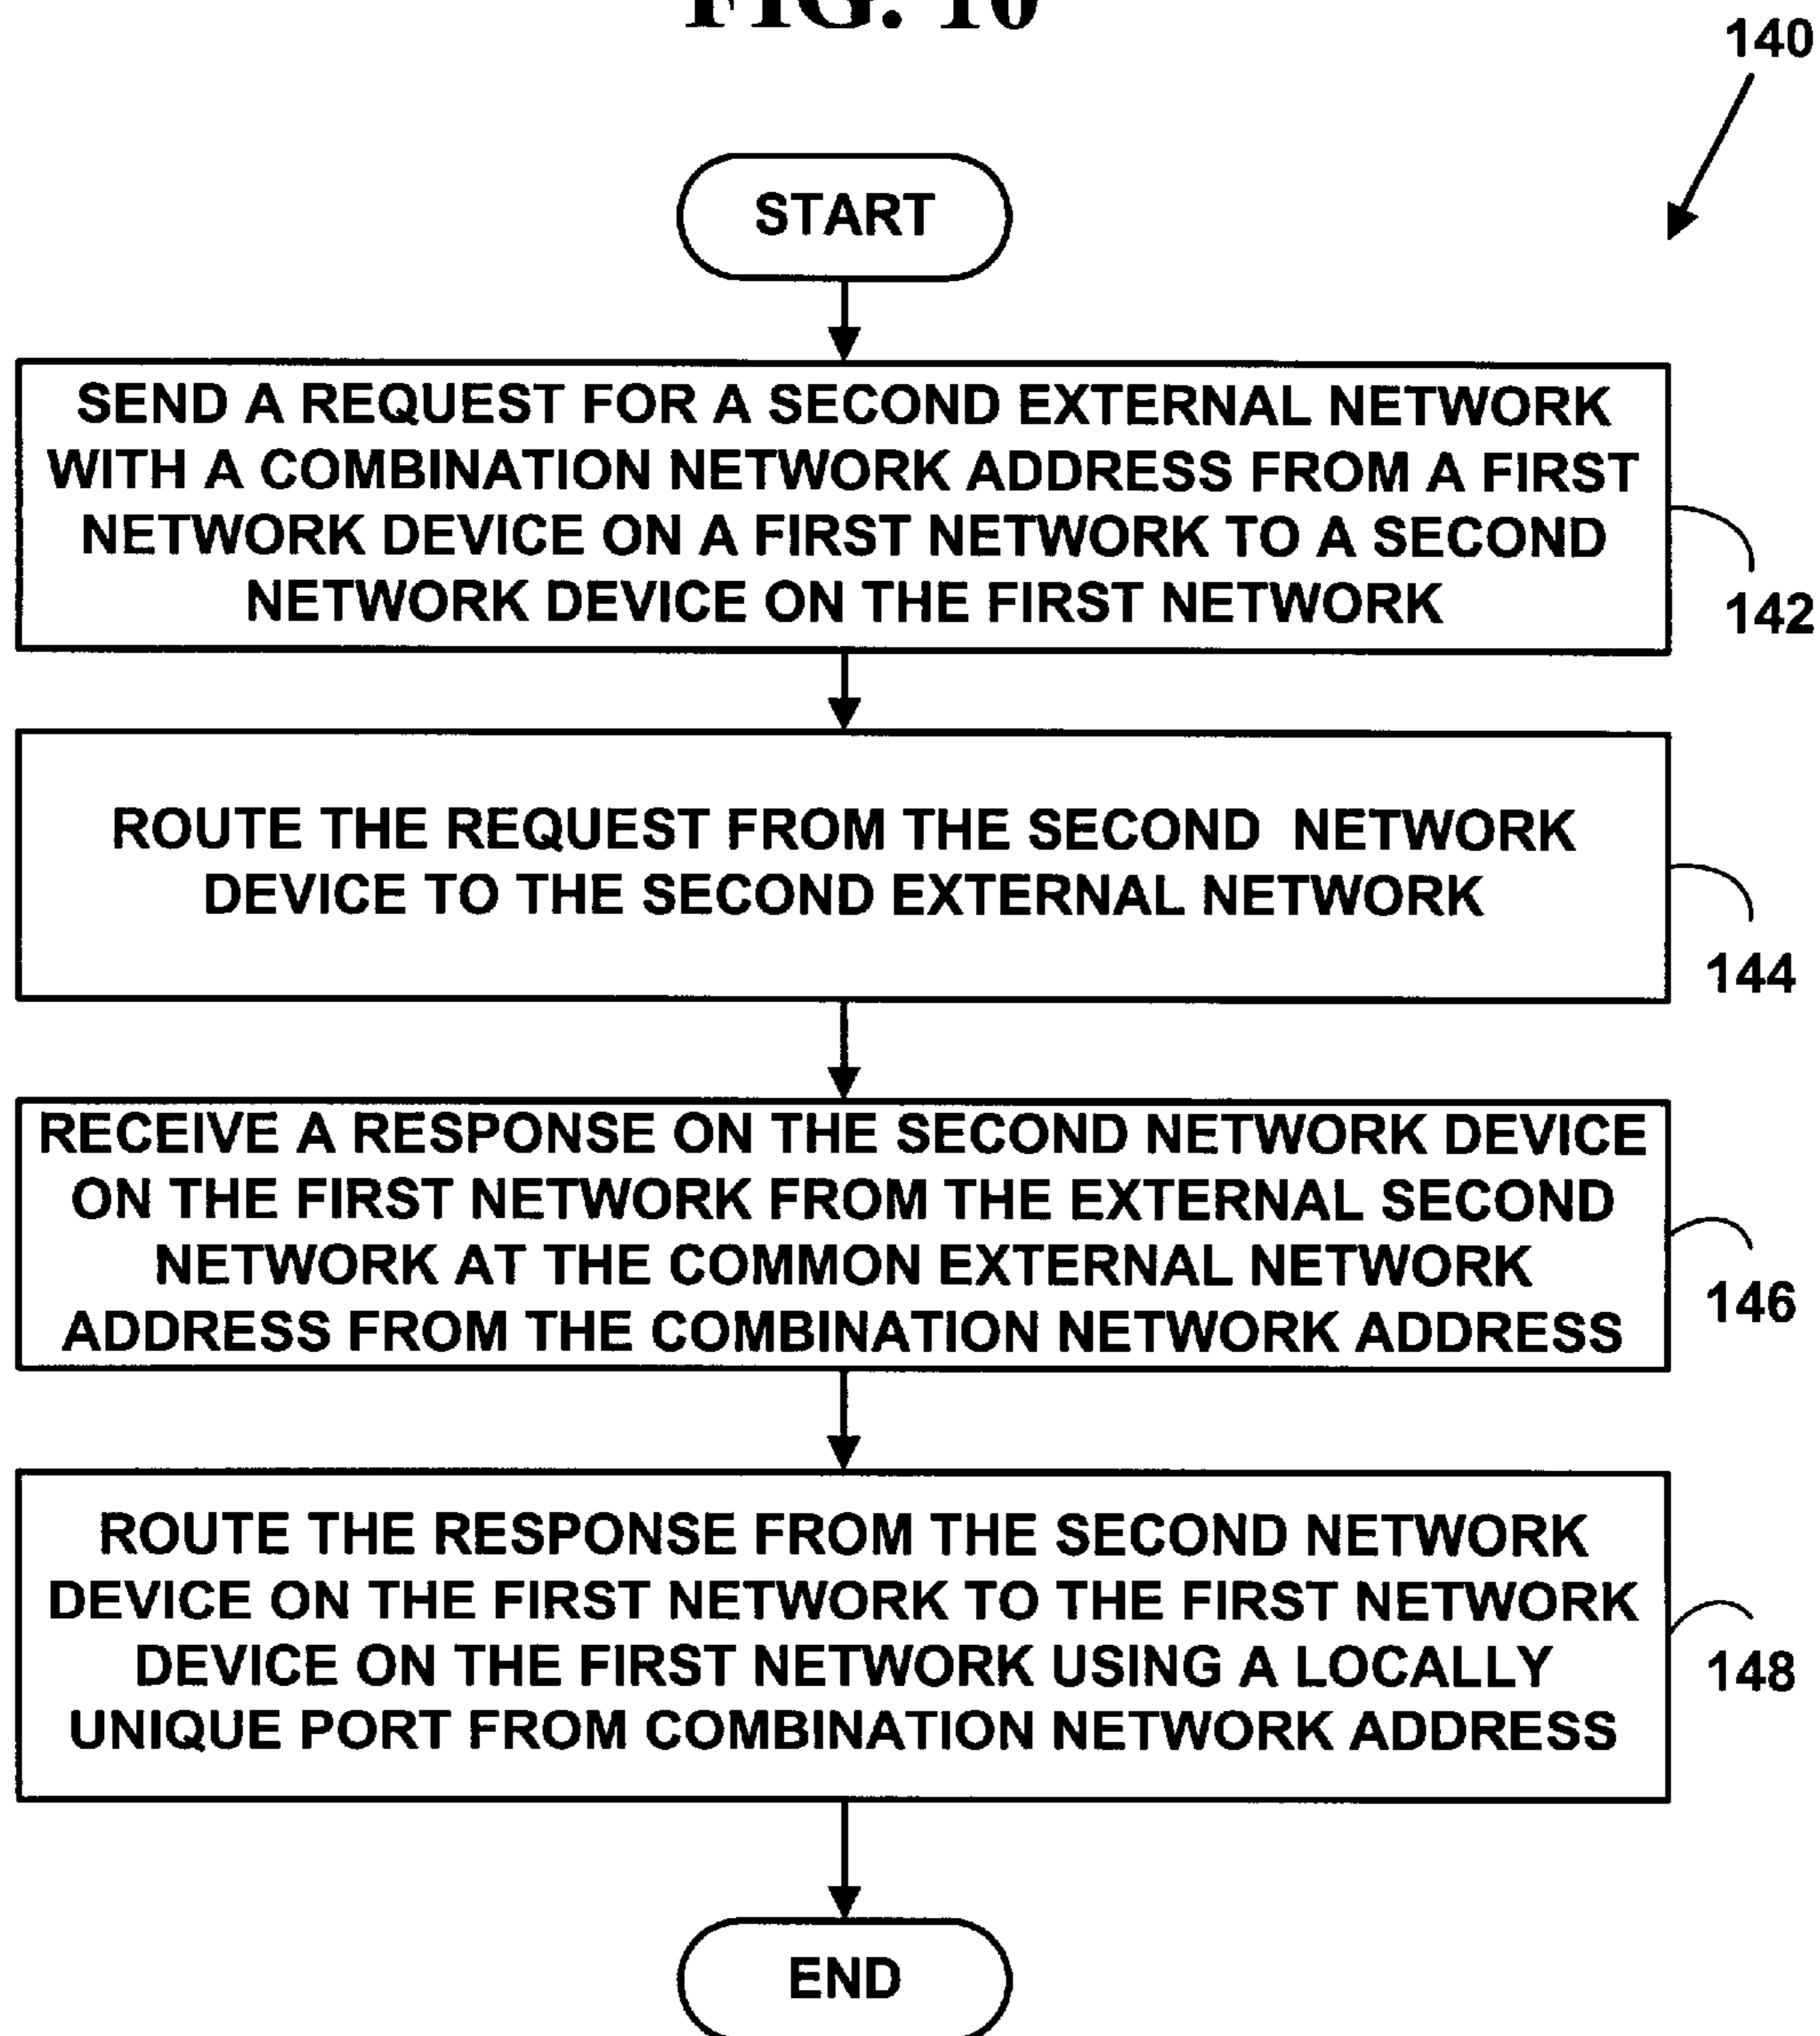 FIG. 10
140
START
SEND A REQUEST FOR A SECOND EXTERNAL NETWORK
WITH A COMBINATION NETWORK ADDRESS FROM A FIRST
NETWORK DEVICE ON A FIRST NETWORK TO A SECOND
NETWORK DEVICE ON THE FIRST NETWORK
142
ROUTE THE REQUEST FROM THE SECOND NETWORK
DEVICE TO THE SECOND EXTERNAL NETWORK
144
RECEIVE A RESPONSE ON THE SECOND NETWORK DEVICE
ON THE FIRST NETWORK FROM THE EXTERNAL SECOND
NETWORK AT THE COMMON EXTERNAL NETWORK
ADDRESS FROM THE COMBINATION NETWORK ADDRESS
146
ROUTE THE RESPONSE FROM THE SECOND NETWORK
DEVICE ON THE FIRST NETWORK TO THE FIRST NETWORK
DEVICE ON THE FIRST NETWORK USING A LOCALLY
UNIQUE PORT FROM COMBINATION NETWORK ADDRESS
148
END